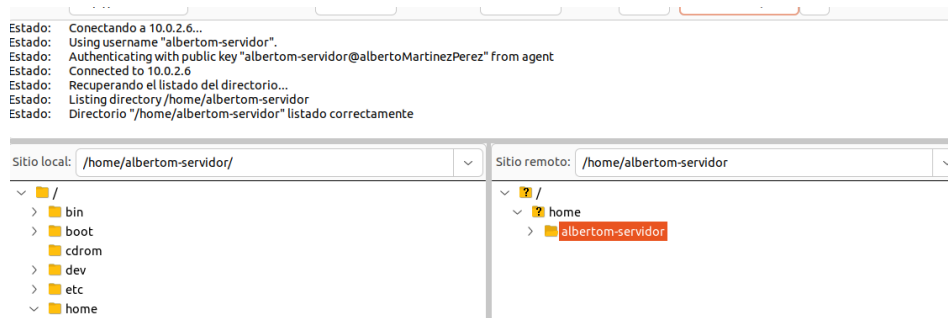 Estado: Conectando a 10.0.2.6...
Estado: Using username "albertom-servidor".
Estado: Authenticating with public key "albertom-servidor@albertoMartinezPerez" from agent
Estado: Connected to 10.0.2.6
Estado: Recuperando el listado del directorio...
Estado: Listing directory /home/albertom-servidor
Estado: Directorio "/home/albertom-servidor" listado correctamente
Sitio local: /home/albertom-servidor/
/
bin
boot
cdrom
dev
etc
home
Sitio remoto: /home/albertom-servidor
/
home
albertom-servidor